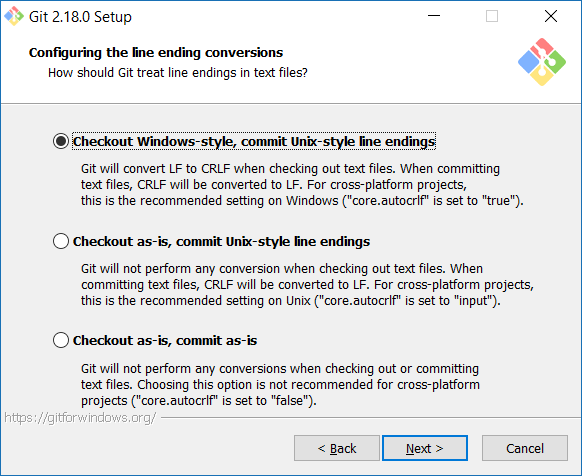 Git 2.18.0 Setup
Configuring the line ending conversions
How should Git treat line endings in text files?
Checkout Windows-style, commit Unix-style line endings
Git will convert LF to CRLF when checking out text files. When committing
text files, CRLF will be converted to LF. For cross-platform projects,
this is the recommended setting on Windows ("core.autocrlf" is set to "true").
Checkout as-is, commit Unix-style line endings
Git will not perform any conversion when checking out text files. When
committing text files, CRLF will be converted to LF. For cross-platform projects,
this is the recommended setting on Unix ("core.autocrlf" is set to "input").
Checkout as-is, commit as-is
Git will not perform any conversions when checking out or committing
text files. Choosing this option is not recommended for cross-platform
projects ("core.autocrlf" is set to "false").
https://gitforwindows.org/
< Back Next > Cancel